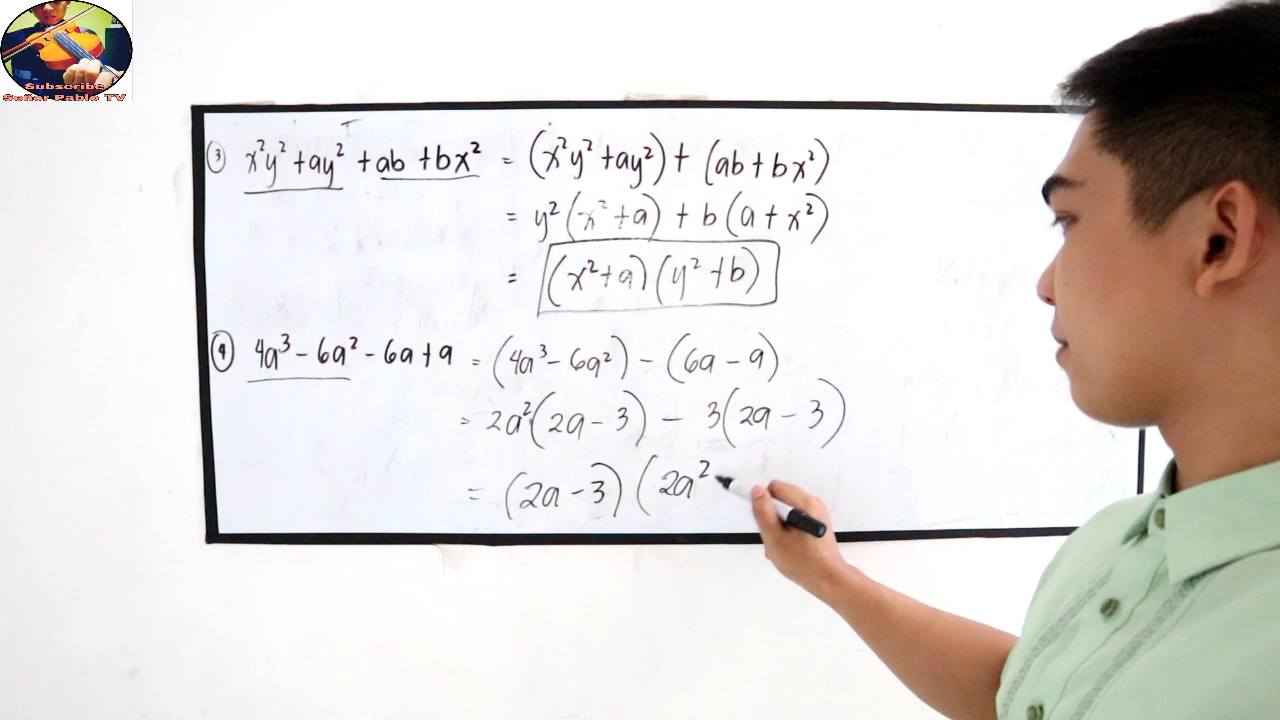 Subscribe
Señor Pablo TV
③ x²y² + ay² + ab + bx² = (x²y² + ay²) + (ab + bx²)
= y²(x² + a) + b(a + x²)
= (x² + a)(y² + b)
④ 4a³ - 6a² - 6a + 9 = (4a³ - 6a²) - (6a - 9)
= 2a²(2a - 3) - 3(2a - 3)
= (2a - 3)(2a²